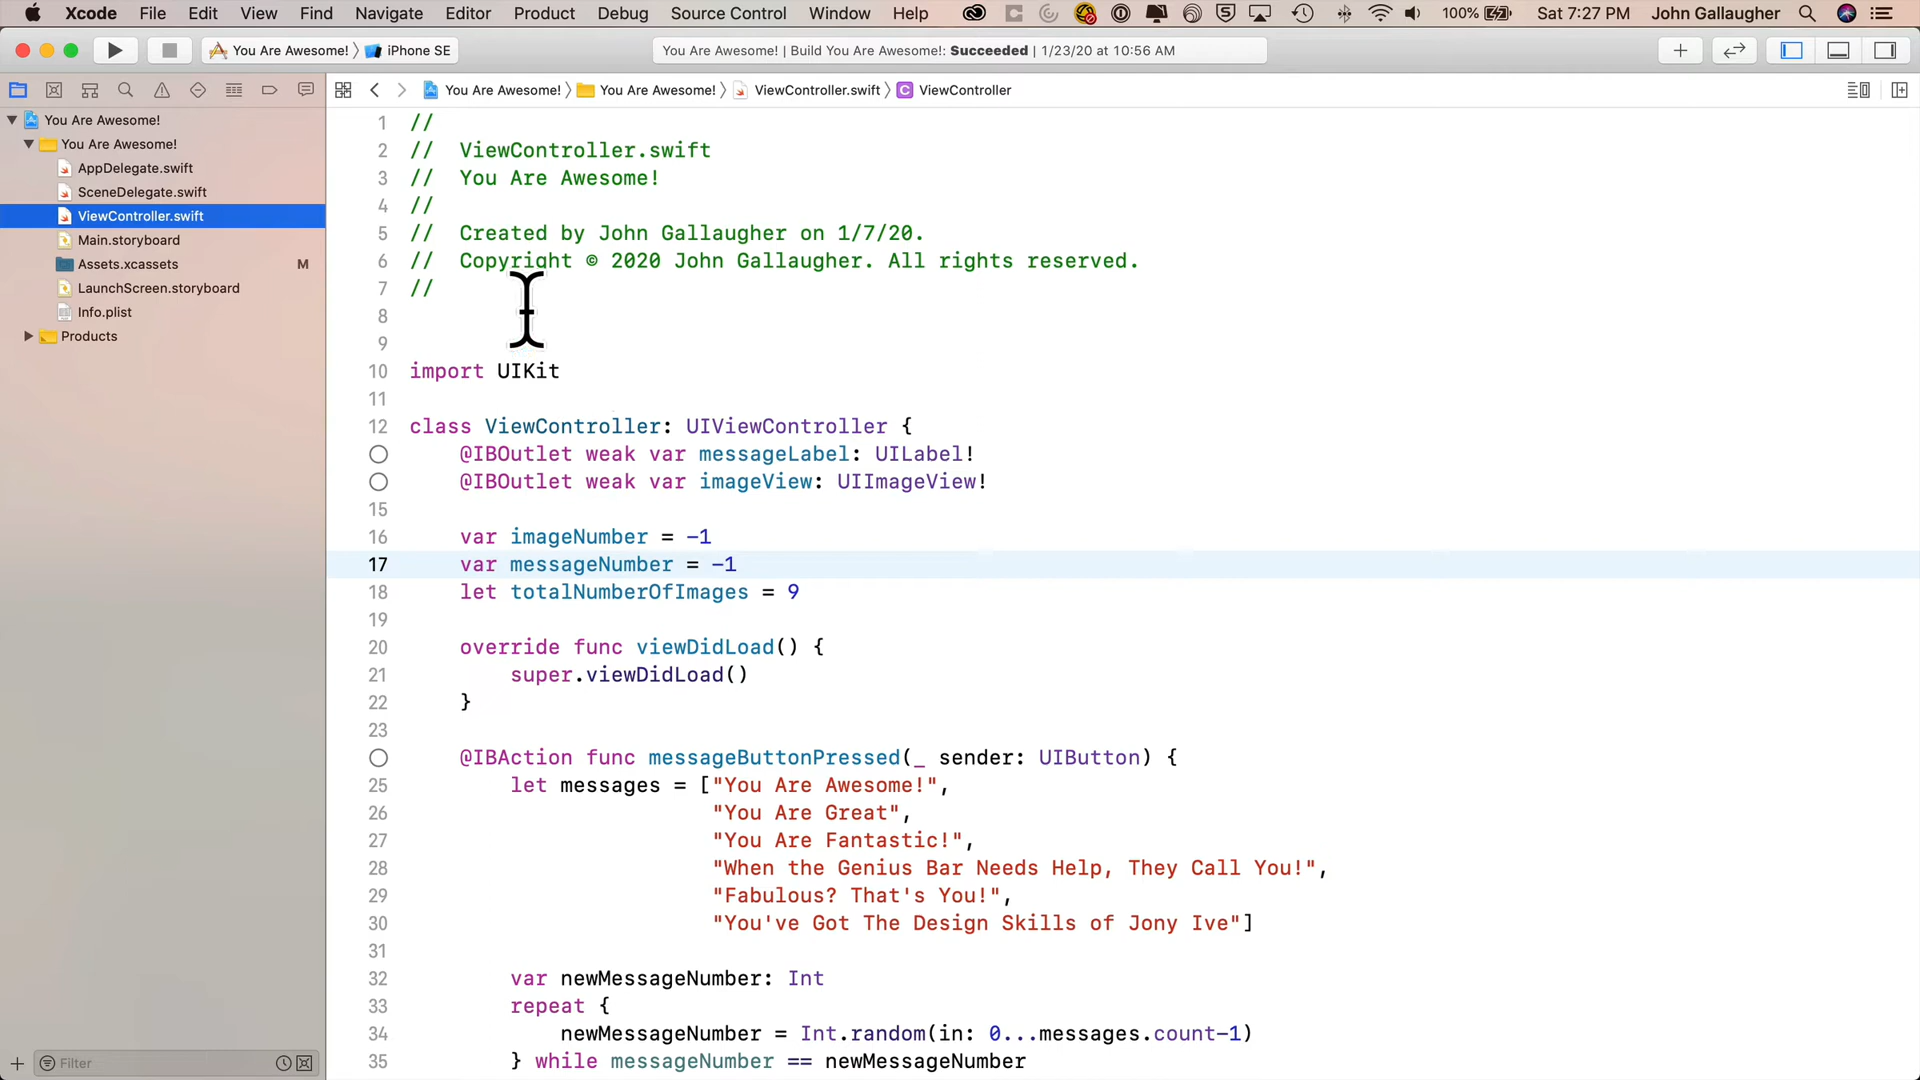 Xcode File Edit View Find Navigate Editor Product Debug Source Control Window Help 100% Sat 7:27 PM John Gallaugher
You Are Awesome! iPhone SE
You Are Awesome! | Build You Are Awesome!: Succeeded | 1/23/20 at 10:56 AM
You Are Awesome! You Are Awesome! ViewController.swift C ViewController
You Are Awesome!
You Are Awesome!
AppDelegate.swift
SceneDelegate.swift
ViewController.swift
Main.storyboard
Assets.xcassets M
LaunchScreen.storyboard
Info.plist
Products
Filter
1 //
2 // ViewController.swift
3 // You Are Awesome!
4 //
5 // Created by John Gallaugher on 1/7/20.
6 // Copyright © 2020 John Gallaugher. All rights reserved.
7 //
8
9
10 import UIKit
11
12 class ViewController: UIViewController {
@IBOutlet weak var messageLabel: UILabel!
@IBOutlet weak var imageView: UIImageView!
15
16 var imageNumber = -1
17 var messageNumber = -1
18 let totalNumberOfImages = 9
19
20 override func viewDidLoad() {
21 super.viewDidLoad()
22 }
23
@IBAction func messageButtonPressed(_ sender: UIButton) {
25 let messages = ["You Are Awesome!",
26 "You Are Great",
27 "You Are Fantastic!",
28 "When the Genius Bar Needs Help, They Call You!",
29 "Fabulous? That's You!",
30 "You've Got The Design Skills of Jony Ive"]
31
32 var newMessageNumber: Int
33 repeat {
34 newMessageNumber = Int.random(in: 0...messages.count-1)
35 } while messageNumber == newMessageNumber